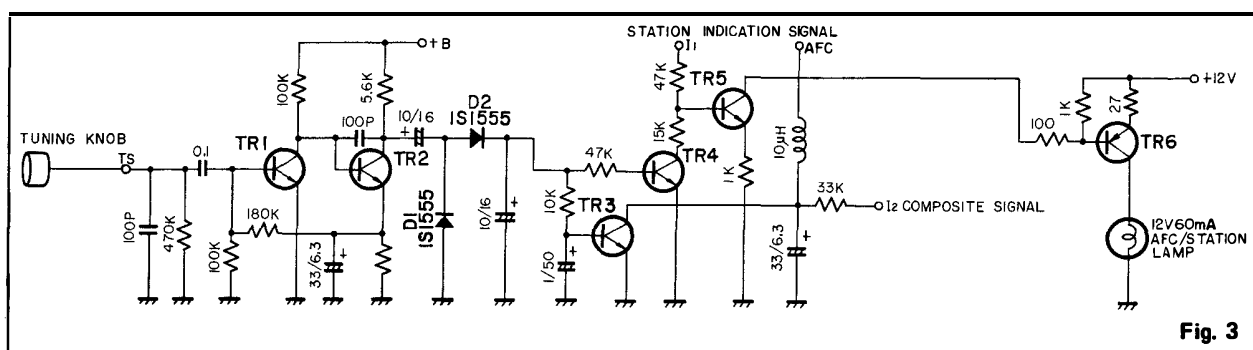 STATION INDICATION SIGNAL
I1
AFC
+B
+12V
100K
5.6K
47K
TR5
1K
27
10/16
+
D2
1S1555
100P
TR1
TR2
15K
10μH
100
TR6
TUNING KNOB
TS
0.1
47K
TR4
1K
33K
I2 COMPOSITE SIGNAL
180K
D1
1S1555
10K
TR3
10/16
+
100P
470K
100K
33/6.3
+
1/50
+
33/6.3
+
12V60mA
AFC/STATION
LAMP
Fig. 3